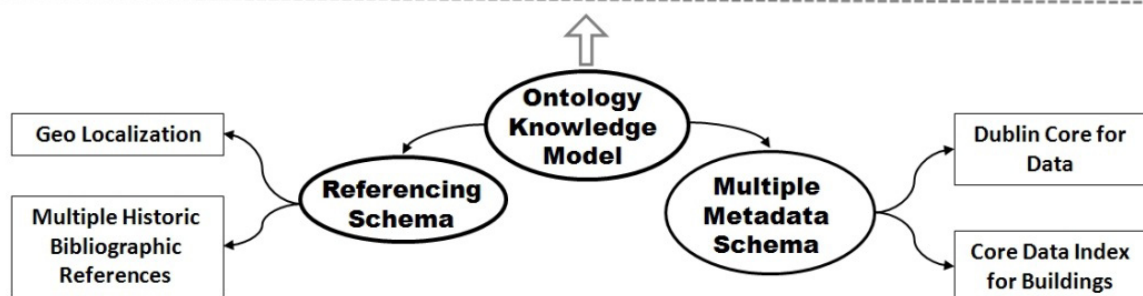 Ontology
Knowledge
Model
Geo Localization
Referencing
Schema
Multiple Historic
Bibliographic
References
Multiple
Metadata
Schema
Dublin Core for
Data
Core Data Index
for Buildings